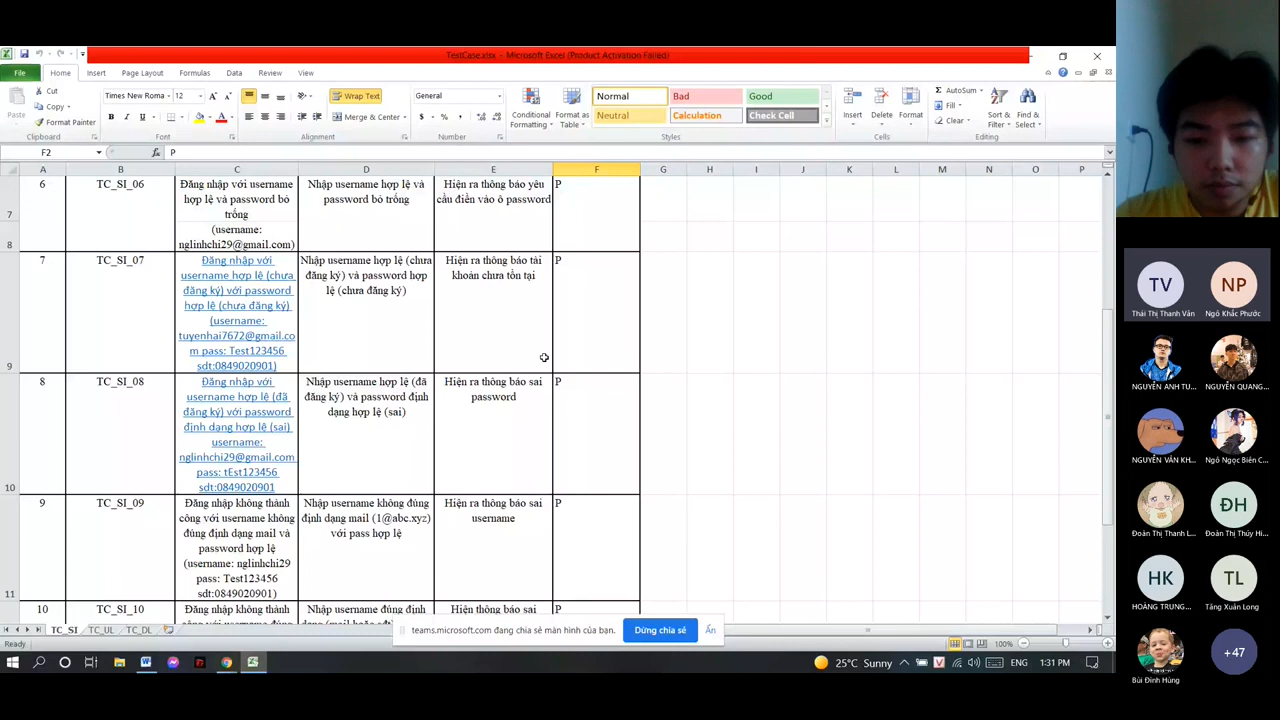 TestCase.xlsx - Microsoft Excel (Product Activation Failed)
File Home Insert Page Layout Formulas Data Review View
Cut
Copy
Format Painter
Paste
Clipboard
Times New Roma 12
Font
Wrap Text
Merge & Center
Alignment
General
Number
Conditional Formatting
Format as Table
Normal Bad Good
Neutral Calculation Check Cell
Styles
Insert Delete Format
Cells
AutoSum
Fill
Clear
Sort & Filter
Find & Select
Editing
F2 fx P
A B C D E F G H I J K L M N O P
7
8
6
TC_SI_06
Đăng nhập với username
hợp lệ và password bỏ
trống
(username:
nglinhchi29@gmail.com)
Nhập username hợp lệ và
password bỏ trống
Hiện ra thông báo yêu
cầu điền vào ô password
P
9
7
TC_SI_07
Đăng nhập với
username hợp lệ (chưa
đăng ký) với password
hợp lệ (chưa đăng ký)
(username:
tuyenhai7672@gmail.co
m pass: Test123456
sdt:0849020901)
Nhập username hợp lệ (chưa
đăng ký) và password hợp
lệ (chưa đăng ký)
Hiện ra thông báo tài
khoản chưa tồn tại
P
10
8
TC_SI_08
Đăng nhập với
username hợp lệ (đã
đăng ký) với password
định dạng hợp lệ (sai)
username:
nglinhchi29@gmail.com
pass: tEst123456
sdt:0849020901
Nhập username hợp lệ (đã
đăng ký) và password định
dạng hợp lệ (sai)
Hiện ra thông báo sai
password
P
11
9
TC_SI_09
Đăng nhập không thành
công với username không
đúng định dạng mail và
password hợp lệ
(username: nglinhchi29
pass: Test123456
sdt:0849020901)
Nhập username không đúng
định dạng mail (1@abc.xyz)
với pass hợp lệ
Hiện ra thông báo sai
username
P
10
TC_SI_10
Đăng nhập không thành
Nhập username đúng định
Hiện thông báo sai
P
teams.microsoft.com đang chia sẻ màn hình của bạn.
Dừng chia sẻ
Ẩn
TC_SI TC_UL TC_DL
Ready
100%
25°C Sunny
ENG
1:31 PM
TV
Thái Thị Thanh Vân
NP
Ngô Khắc Phước
NGUYỄN ANH TU...
NGUYỄN QUANG...
NGUYỄN VĂN KH...
Ngô Ngọc Biên C...
Đoàn Thị Thanh L...
ĐH
Đoàn Thị Thúy Hi...
HK
HOÀNG TRUNG...
TL
Tăng Xuân Long
Bùi Đình Hùng
+47